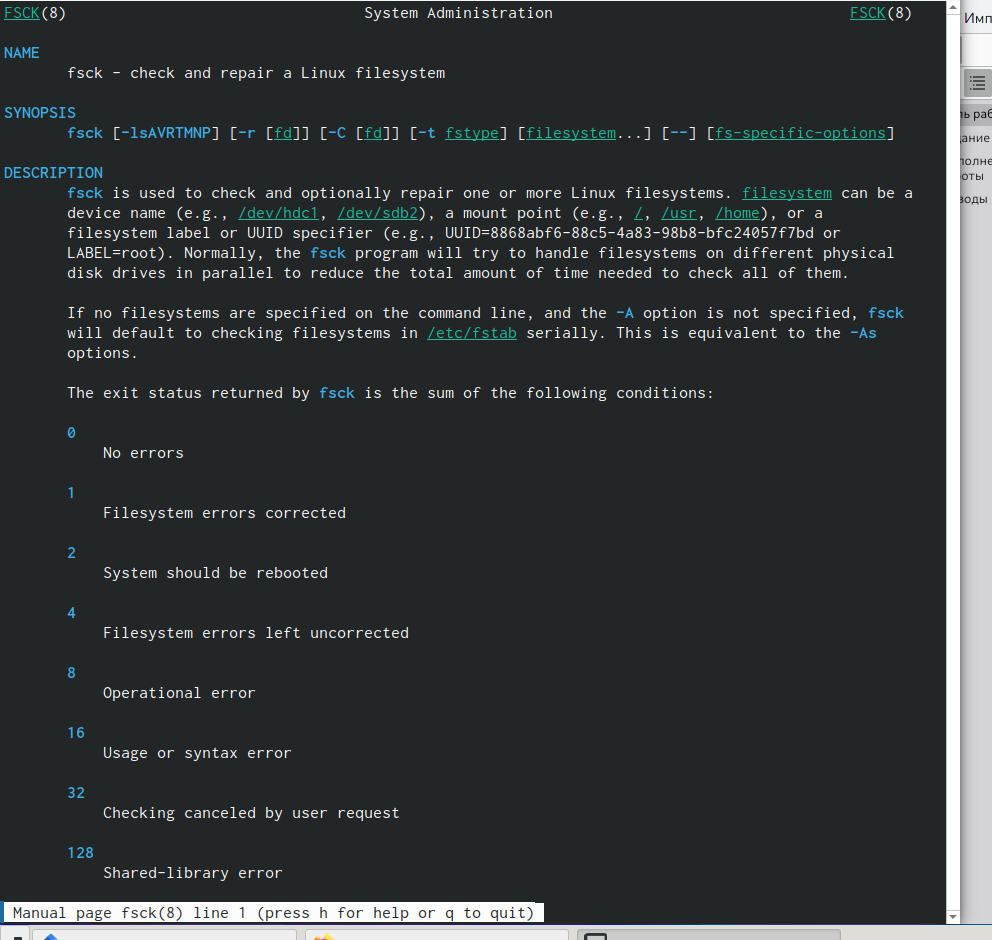 FSCK(8) System Administration FSCK(8)
NAME
fsck - check and repair a Linux filesystem
SYNOPSIS
fsck [-lsAVRTMNP] [-r [fd]] [-C [fd]] [-t fstype] [filesystem...] [--] [fs-specific-options]
DESCRIPTION
fsck is used to check and optionally repair one or more Linux filesystems. filesystem can be a
device name (e.g., /dev/hdc1, /dev/sdb2), a mount point (e.g., /, /usr, /home), or a
filesystem label or UUID specifier (e.g., UUID=8868abf6-88c5-4a83-98b8-bfc24057f7bd or
LABEL=root). Normally, the fsck program will try to handle filesystems on different physical
disk drives in parallel to reduce the total amount of time needed to check all of them.
If no filesystems are specified on the command line, and the -A option is not specified, fsck
will default to checking filesystems in /etc/fstab serially. This is equivalent to the -As
options.
The exit status returned by fsck is the sum of the following conditions:
0
No errors
1
Filesystem errors corrected
2
System should be rebooted
4
Filesystem errors left uncorrected
8
Operational error
16
Usage or syntax error
32
Checking canceled by user request
128
Shared-library error
Manual page fsck(8) line 1 (press h for help or q to quit)